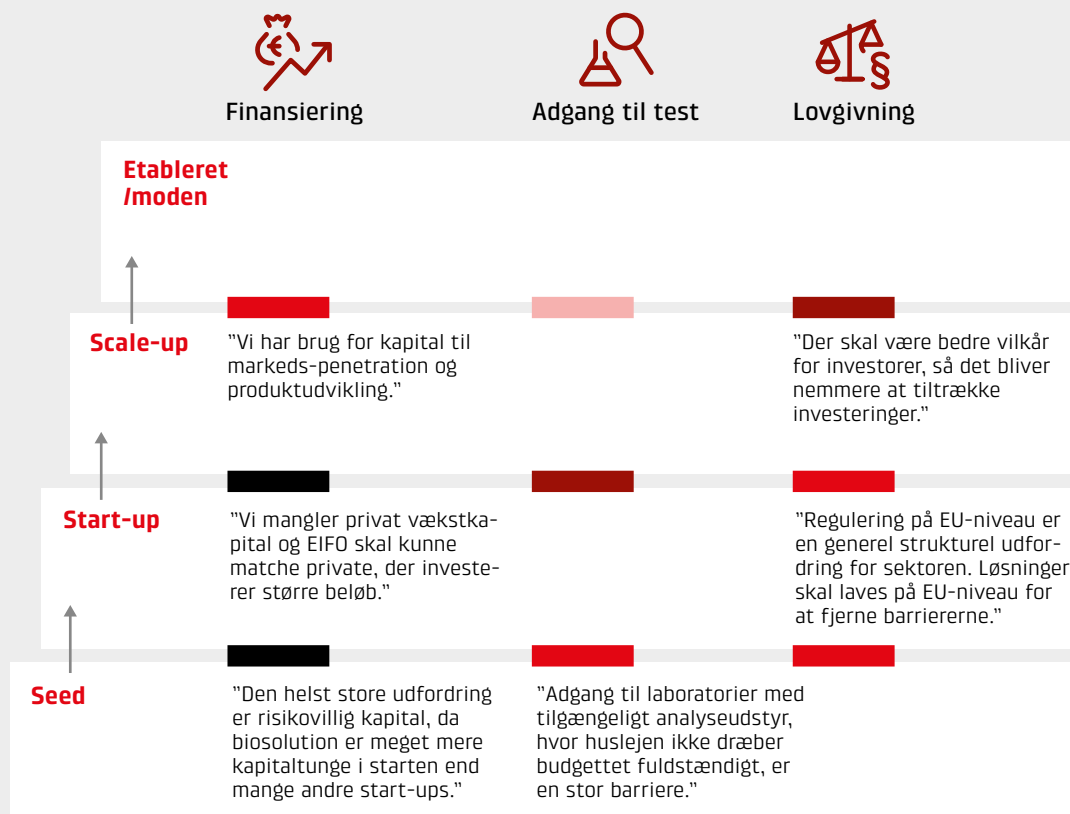 €
§
Finansiering
Adgang til test
Lovgivning
Etableret
/moden
Scale-up
”Vi har brug for kapital til
markeds-penetration og
produktudvikling.”
”Der skal være bedre vilkår
for investorer, så det bliver
nemmere at tiltrække
investeringer.”
Start-up
”Vi mangler privat vækstka-
pital og EIFO skal kunne
matche private, der investe-
rer større beløb.”
”Regulering på EU-niveau er
en generel strukturel udfor-
dring for sektoren. Løsninger
skal laves på EU-niveau for
at fjerne barriererne.”
Seed
”Den helst store udfordring
er risikovillig kapital, da
biosolution er meget mere
kapitaltunge i starten end
mange andre start-ups.”
”Adgang til laboratorier med
tilgængeligt analyseudstyr,
hvor huslejen ikke dræber
budgettet fuldstændigt, er
en stor barriere.”